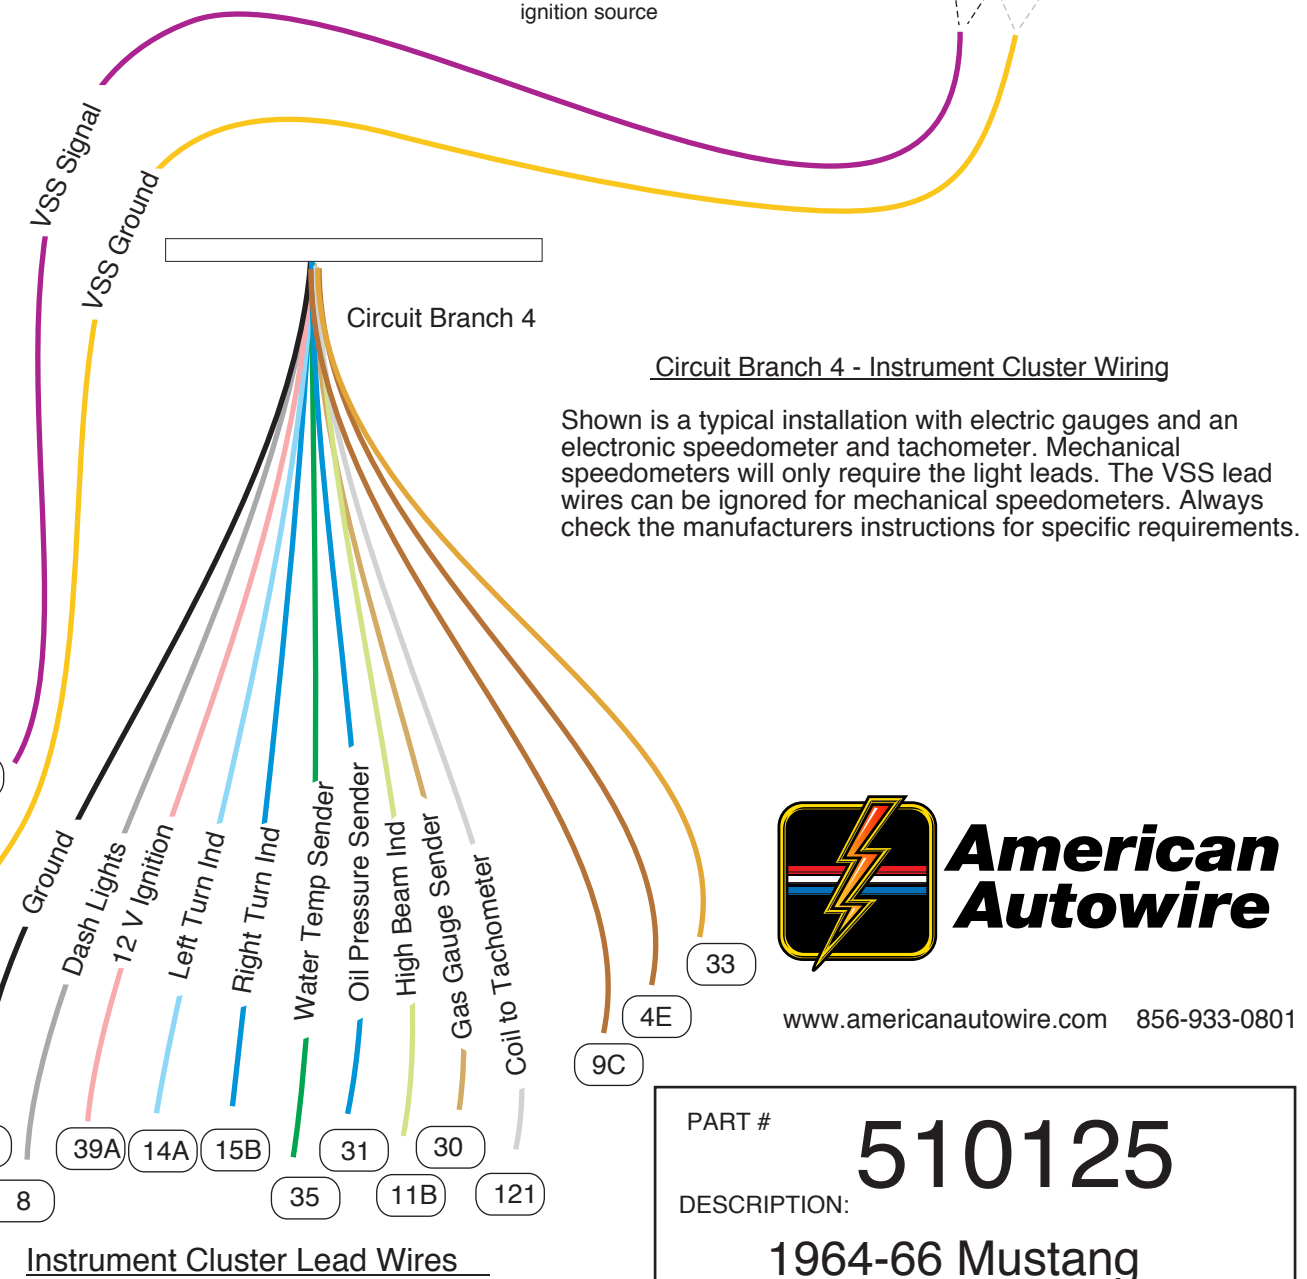 ignition source
VSS Signal
VSS Ground
Circuit Branch 4
Circuit Branch 4 - Instrument Cluster Wiring
Shown is a typical installation with electric gauges and an
electronic speedometer and tachometer. Mechanical
speedometers will only require the light leads. The VSS lead
wires can be ignored for mechanical speedometers. Always
check the manufacturers instructions for specific requirements.
Ground
Dash Lights
12 V Ignition
Left Turn Ind
Right Turn Ind
Water Temp Sender
Oil Pressure Sender
High Beam Ind
Gas Gauge Sender
Coil to Tachometer
33
4E
9C
39A
14A
15B
31
30
8
35
11B
121
Instrument Cluster Lead Wires
American
Autowire
www.americanautowire.com 856-933-0801
PART #
510125
DESCRIPTION:
1964-66 Mustang